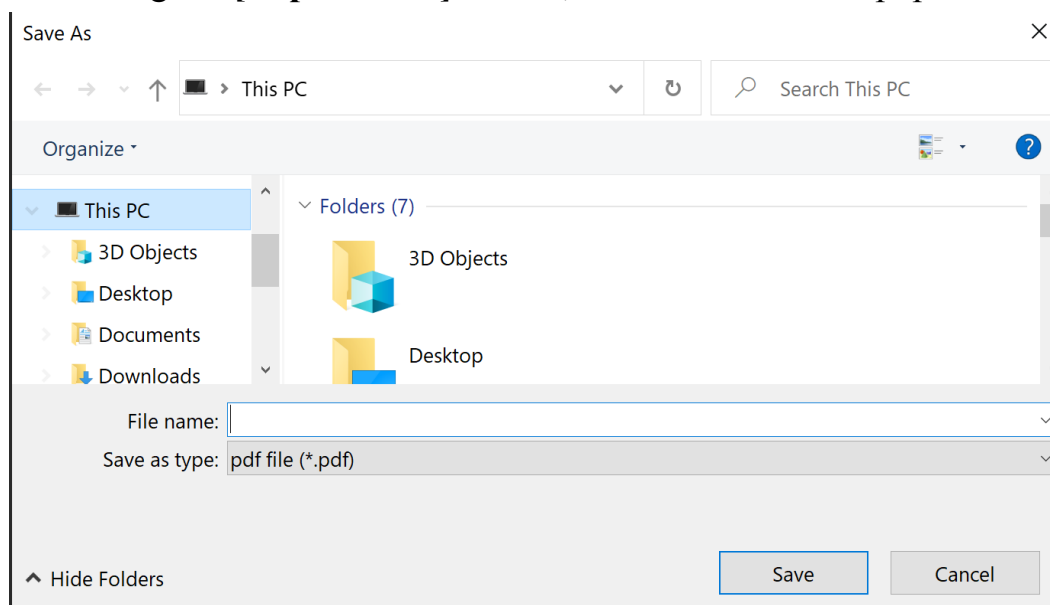 Save As
This PC
Search This PC
Organize
?
This PC
3D Objects
Desktop
Documents
Downloads
Folders (7)
3D Objects
Desktop
File name:
Save as type: pdf file (*.pdf)
Hide Folders
Save Cancel